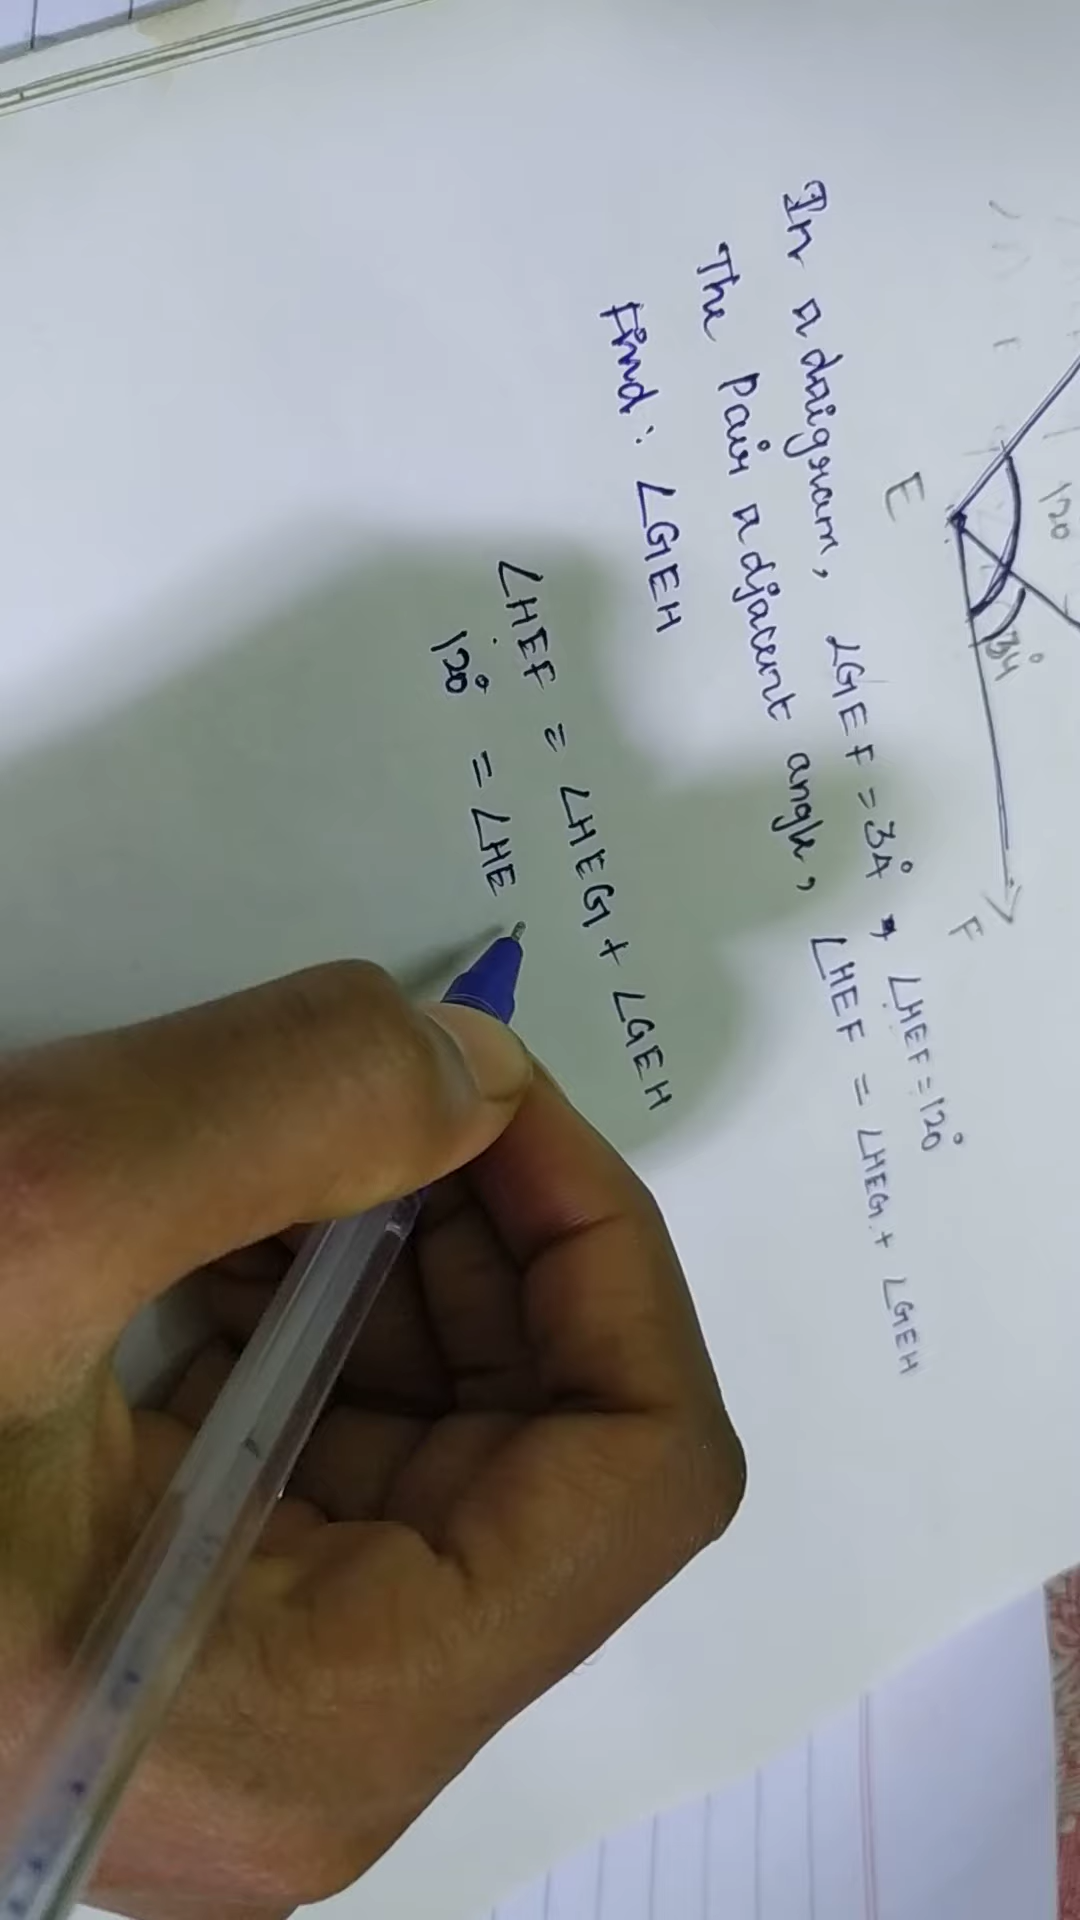 120
34°
E
F
In a daigram, ∠GEF = 34°, ∠HEF = 120°
The Pair adjacent angle, ∠HEF = ∠HEG + ∠GEH
Find: ∠GEH
∠HEF = ∠HEG + ∠GEH
120° = ∠HE